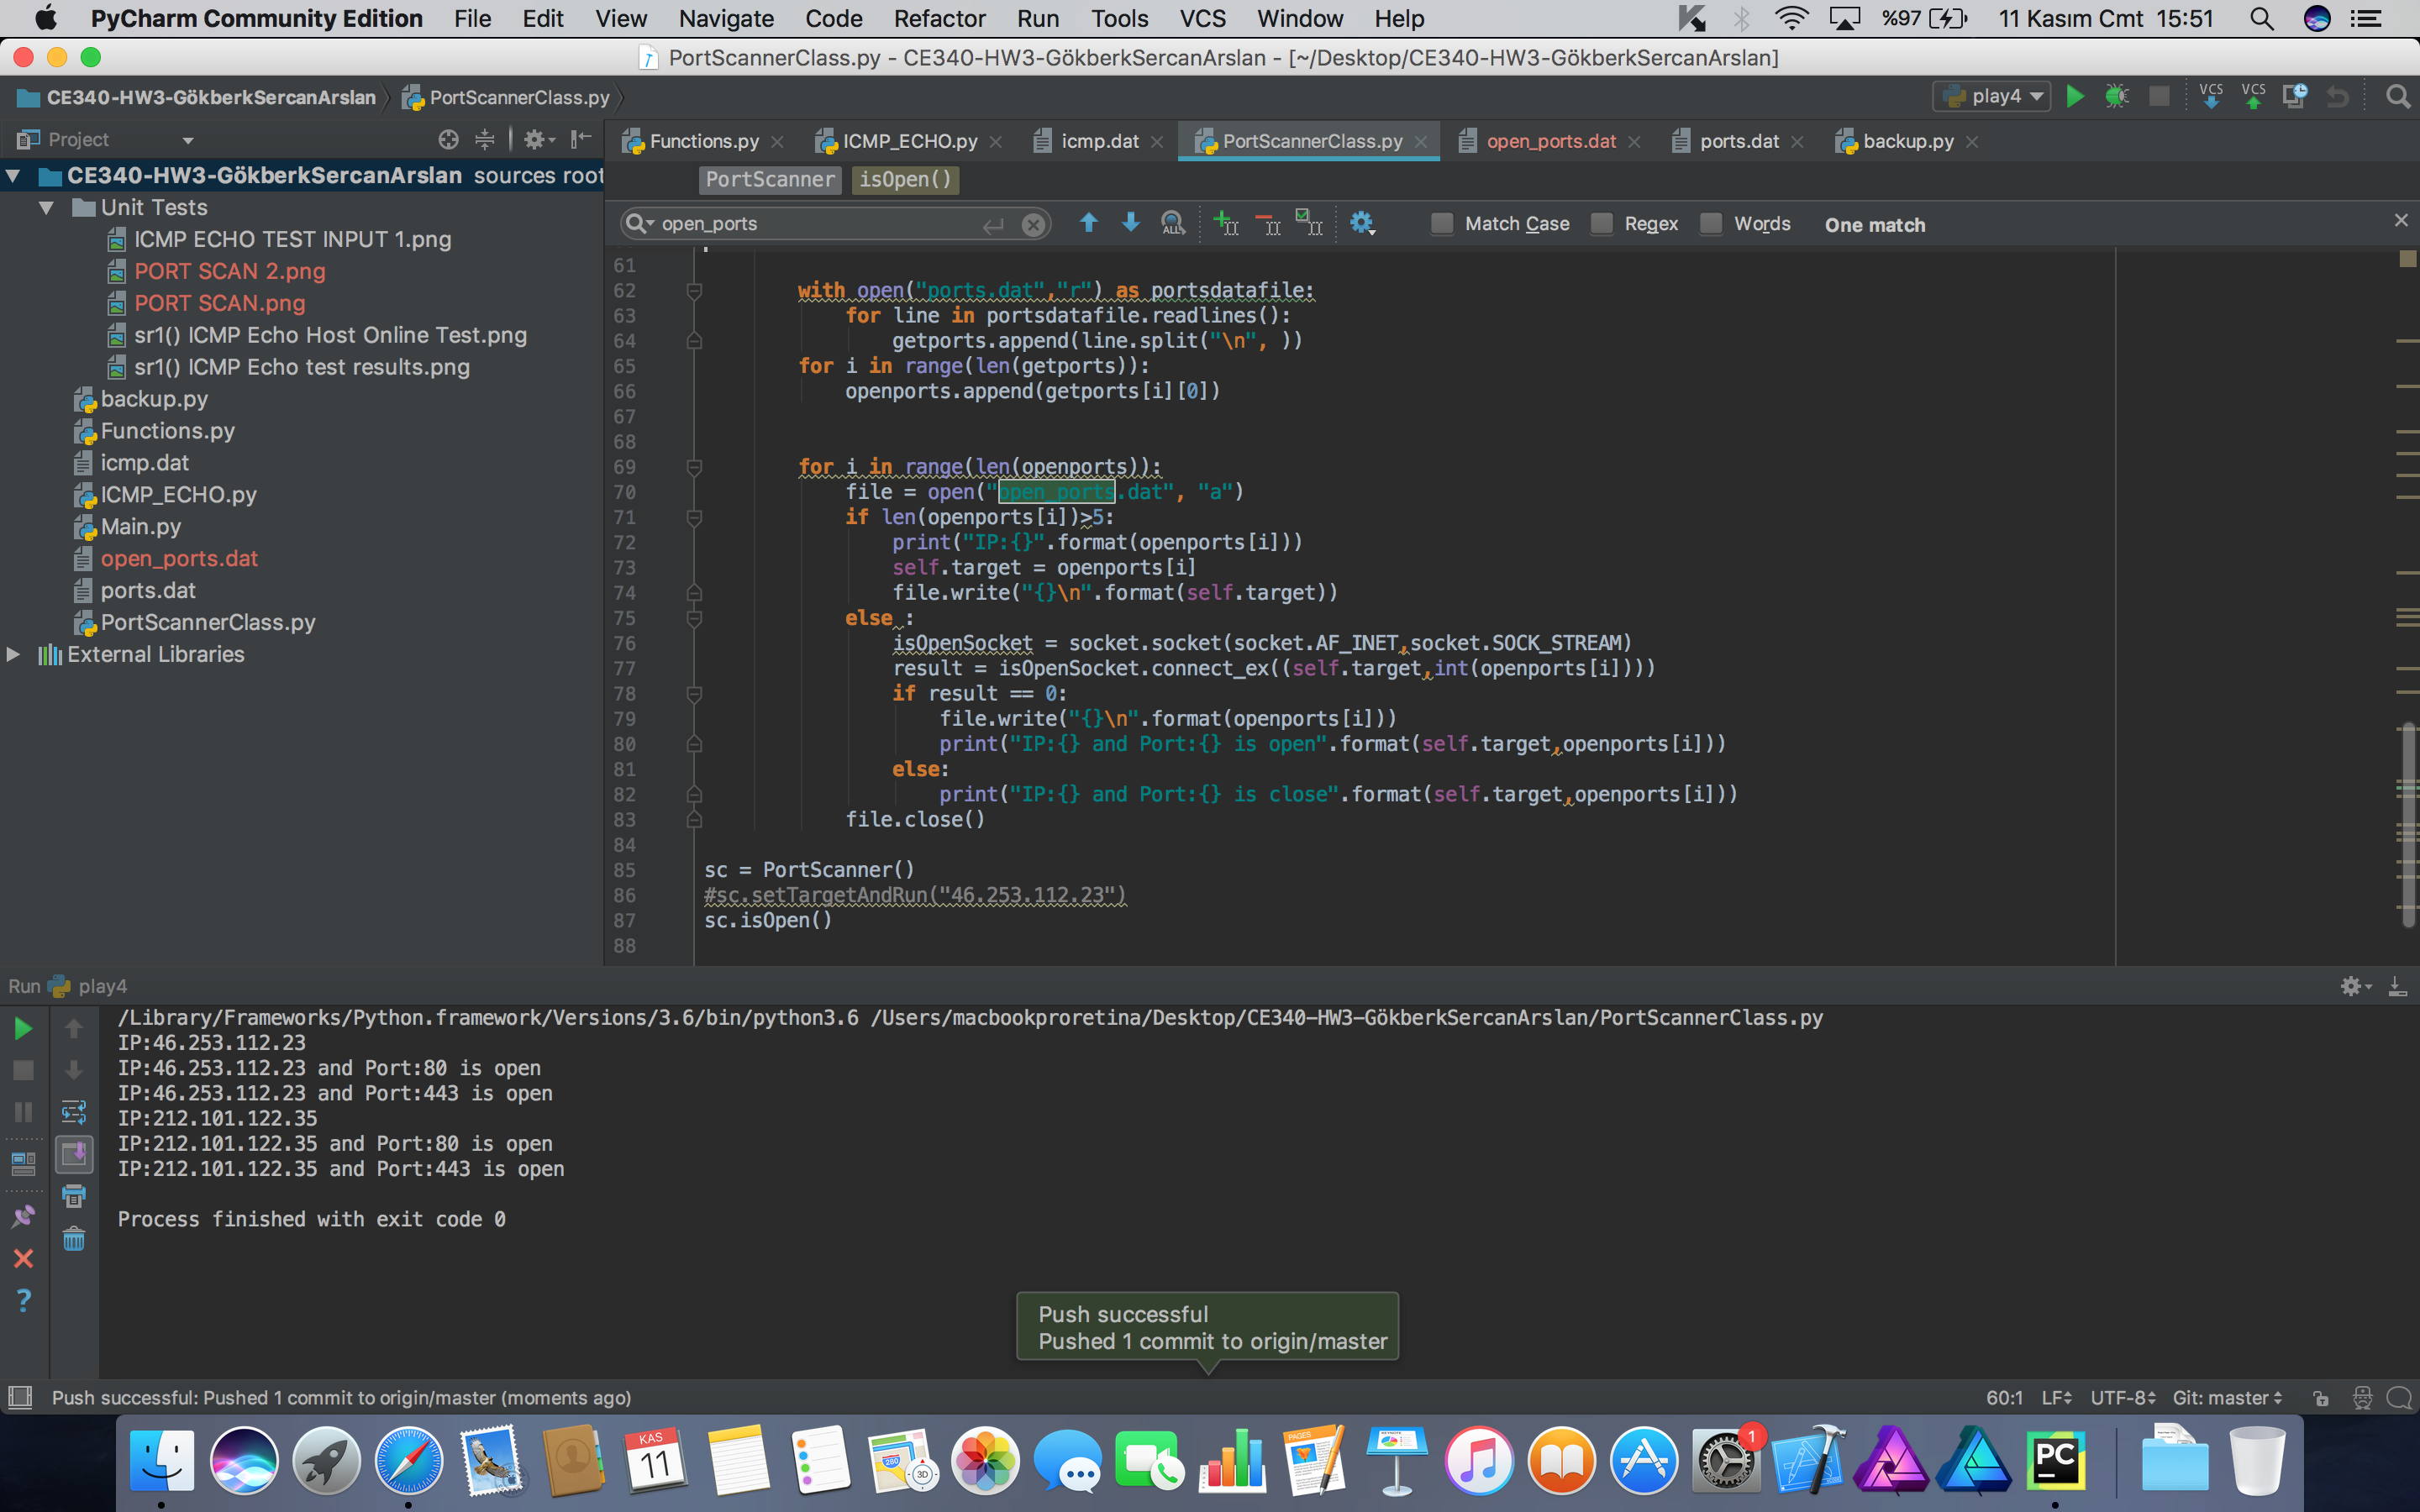 PyCharm Community Edition File Edit View Navigate Code Refactor Run Tools VCS Window Help %97 11 Kasım Cmt 15:51
PortScannerClass.py - CE340-HW3-GökberkSercanArslan - [~/Desktop/CE340-HW3-GökberkSercanArslan]
CE340-HW3-GökberkSercanArslan PortScannerClass.py play4 VCS VCS
Project
Functions.py ICMP_ECHO.py icmp.dat PortScannerClass.py open_ports.dat ports.dat backup.py
CE340-HW3-GökberkSercanArslan sources root
Unit Tests
ICMP ECHO TEST INPUT 1.png
PORT SCAN 2.png
PORT SCAN.png
sr1() ICMP Echo Host Online Test.png
sr1() ICMP Echo test results.png
backup.py
Functions.py
icmp.dat
ICMP_ECHO.py
Main.py
open_ports.dat
ports.dat
PortScannerClass.py
External Libraries
PortScanner isOpen()
open_ports ALL Match Case Regex Words One match
61
62 with open("ports.dat","r") as portsdatafile:
63 for line in portsdatafile.readlines():
64 getports.append(line.split("\n", ))
65 for i in range(len(getports)):
66 openports.append(getports[i][0])
67
68
69 for i in range(len(openports)):
70 file = open("open_ports.dat", "a")
71 if len(openports[i])>5:
72 print("IP:{}".format(openports[i]))
73 self.target = openports[i]
74 file.write("{}\n".format(self.target))
75 else :
76 isOpenSocket = socket.socket(socket.AF_INET,socket.SOCK_STREAM)
77 result = isOpenSocket.connect_ex((self.target,int(openports[i])))
78 if result == 0:
79 file.write("{}\n".format(openports[i]))
80 print("IP:{} and Port:{} is open".format(self.target,openports[i]))
81 else:
82 print("IP:{} and Port:{} is close".format(self.target,openports[i]))
83 file.close()
84
85 sc = PortScanner()
86 #sc.setTargetAndRun("46.253.112.23")
87 sc.isOpen()
88
Run play4
/Library/Frameworks/Python.framework/Versions/3.6/bin/python3.6 /Users/macbookproretina/Desktop/CE340-HW3-GökberkSercanArslan/PortScannerClass.py
IP:46.253.112.23
IP:46.253.112.23 and Port:80 is open
IP:46.253.112.23 and Port:443 is open
IP:212.101.122.35
IP:212.101.122.35 and Port:80 is open
IP:212.101.122.35 and Port:443 is open
Process finished with exit code 0
Push successful
Pushed 1 commit to origin/master
Push successful: Pushed 1 commit to origin/master (moments ago) 60:1 LF UTF-8 Git: master
KAS
11
280
3D
PAGES
1
PC